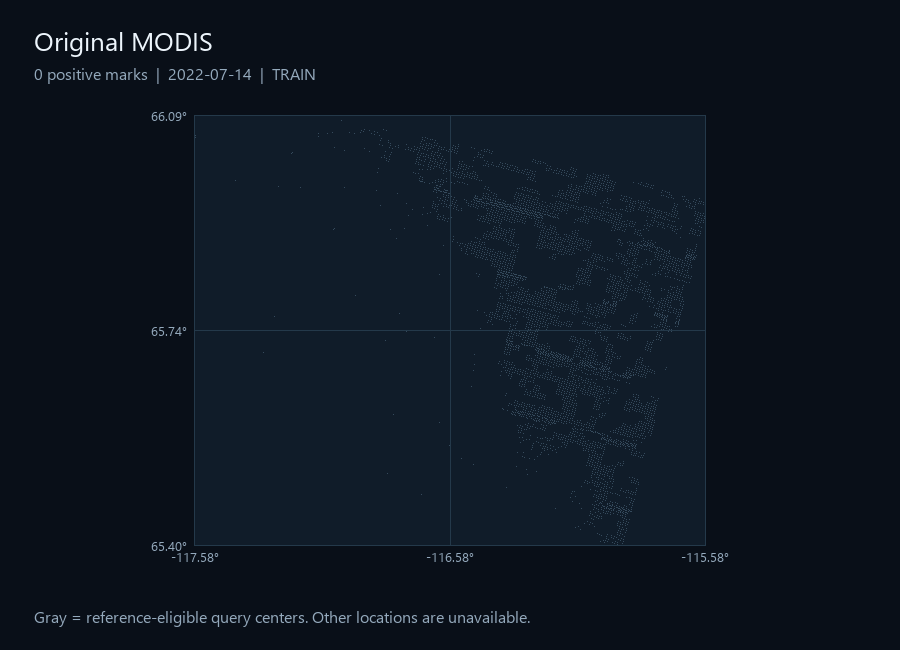 Original MODIS
0 positive marks | 2022-07-14 | TRAIN
66.09°
65.74°
65.40°
-117.58°
-116.58°
-115.58°
Gray = reference-eligible query centers. Other locations are unavailable.